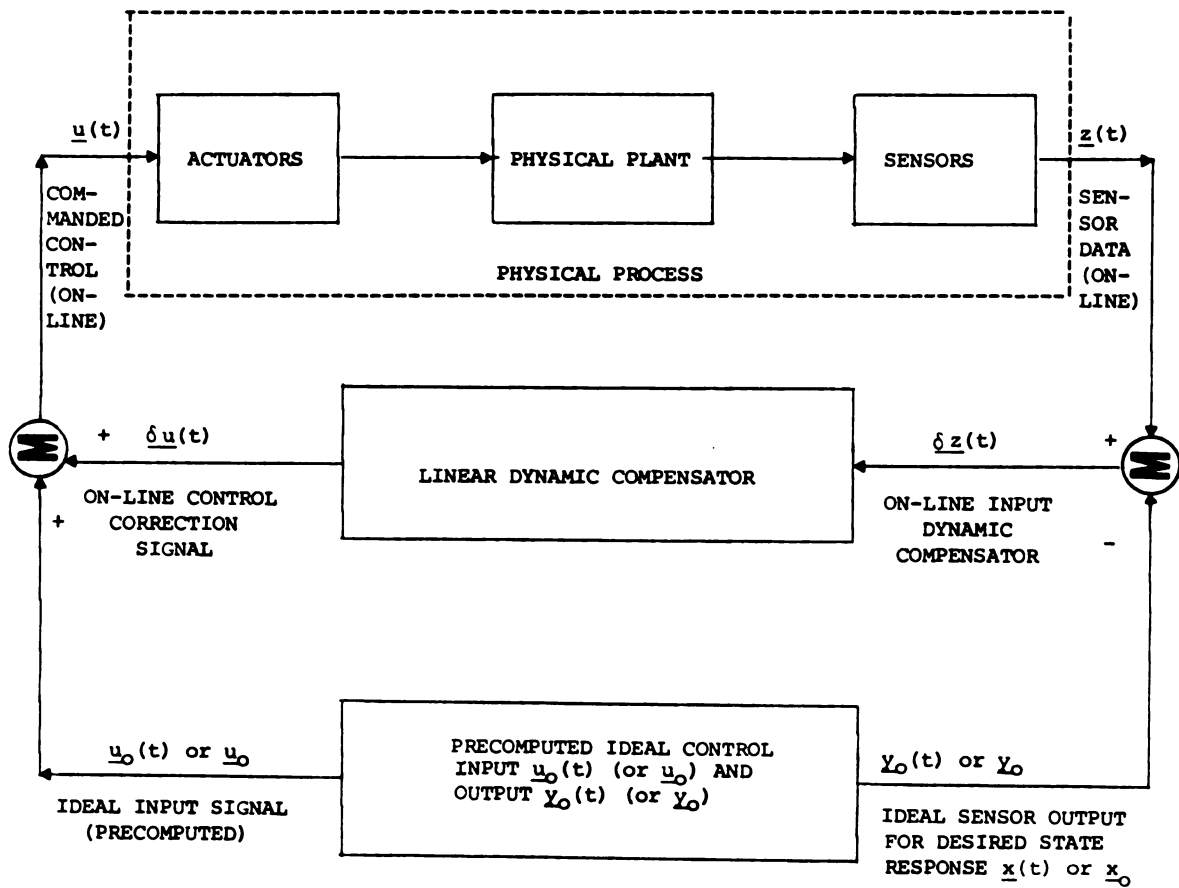 u(t)
ACTUATORS
PHYSICAL PLANT
SENSORS
z(t)
COM-
MANDED
CON-
TROL
(ON-
LINE)
PHYSICAL PROCESS
SEN-
SOR
DATA
(ON-
LINE)
+
δu(t)
Σ
ON-LINE CONTROL
CORRECTION
SIGNAL
+
LINEAR DYNAMIC COMPENSATOR
δz(t)
+
Σ
ON-LINE INPUT
DYNAMIC
COMPENSATOR
-
u₀(t) or u₀
IDEAL INPUT SIGNAL
(PRECOMPUTED)
PRECOMPUTED IDEAL CONTROL
INPUT u₀(t) (or u₀) AND
OUTPUT y₀(t) (or y₀)
y₀(t) or y₀
IDEAL SENSOR OUTPUT
FOR DESIRED STATE
RESPONSE x(t) or x₀